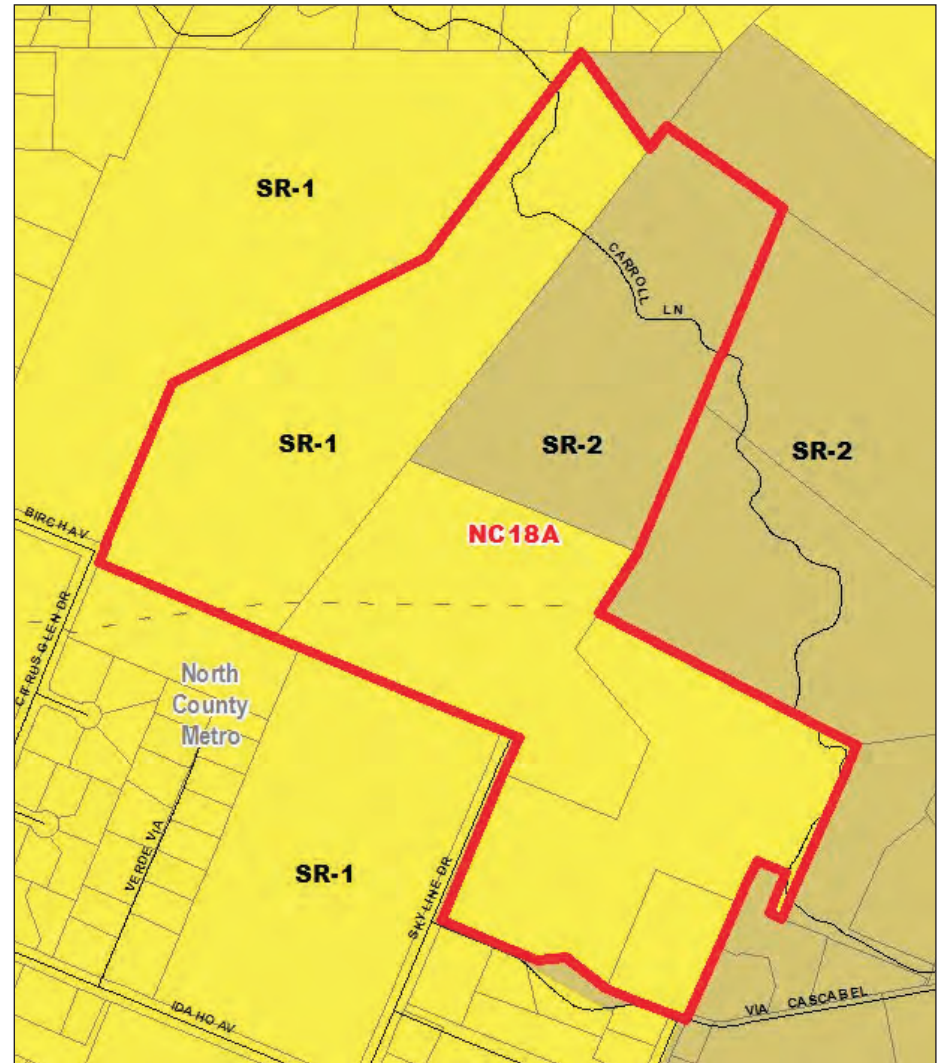 SR-1
CARROLL
LN
SR-1
SR-2
SR-2
NC18A
BIRCH AV
CITRUS GLEN DR
North
County
Metro
VERDE VIA
SR-1
SKYLINE DR
IDAHO AV
VIA CASCABEL